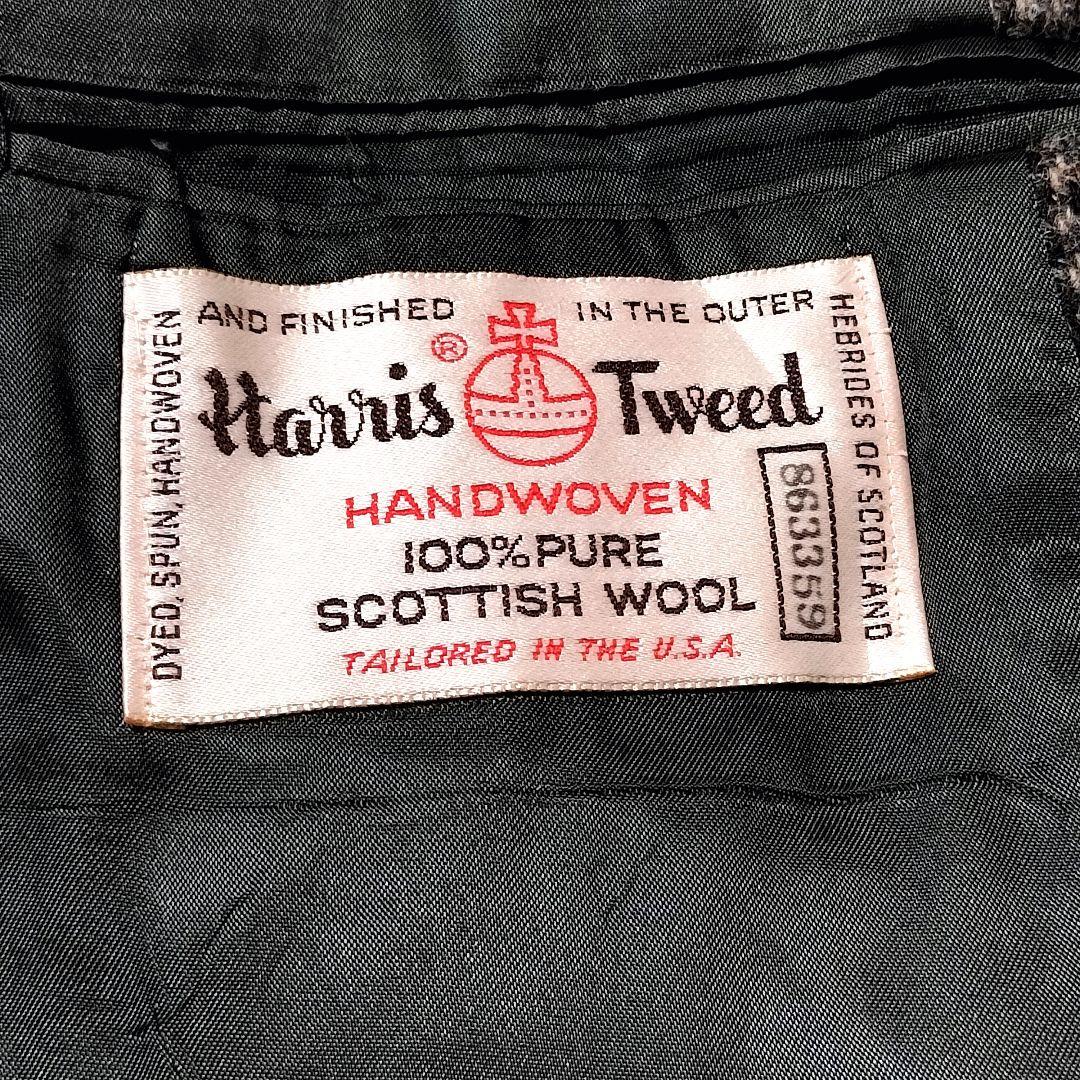 DYED, SPUN, HANDWOVEN
AND FINISHED
IN THE OUTER
HEBRIDES OF SCOTLAND
Harris ® Tweed
HANDWOVEN
100% PURE
SCOTTISH WOOL
TAILORED IN THE U.S.A.
863359